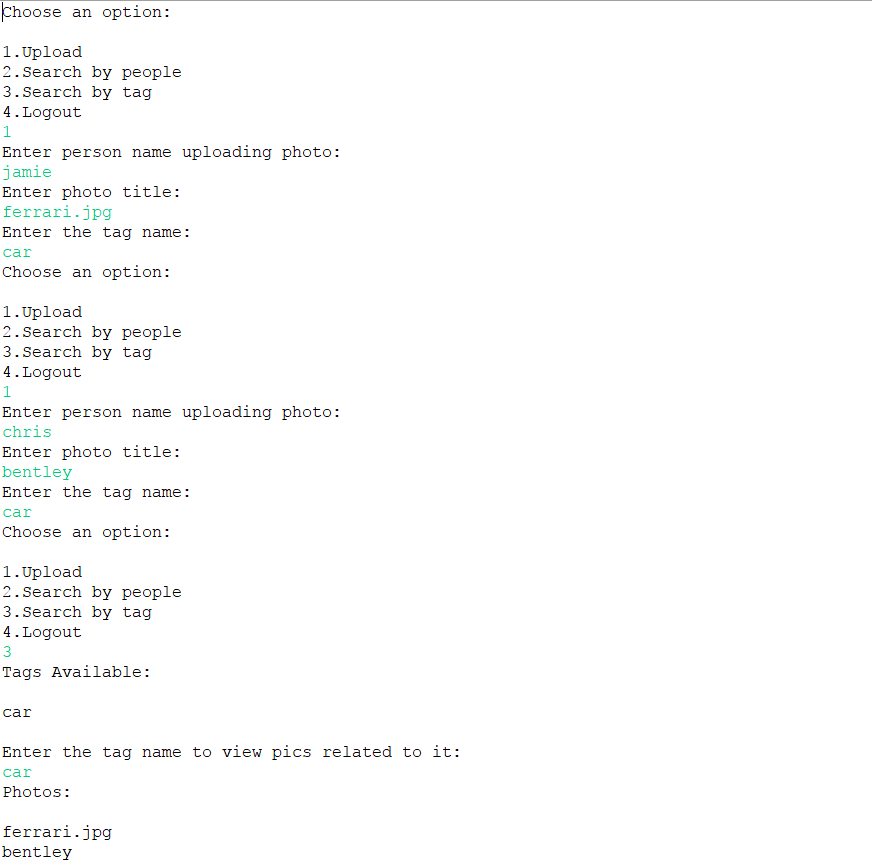 Choose an option:
1.Upload
2.Search by people
3.Search by tag
4.Logout
1
Enter person name uploading photo:
jamie
Enter photo title:
ferrari.jpg
Enter the tag name:
car
Choose an option:
1.Upload
2.Search by people
3.Search by tag
4.Logout
1
Enter person name uploading photo:
chris
Enter photo title:
bentley
Enter the tag name:
car
Choose an option:
1.Upload
2.Search by people
3.Search by tag
4.Logout
3
Tags Available:
car
Enter the tag name to view pics related to it:
car
Photos:
ferrari.jpg
bentley